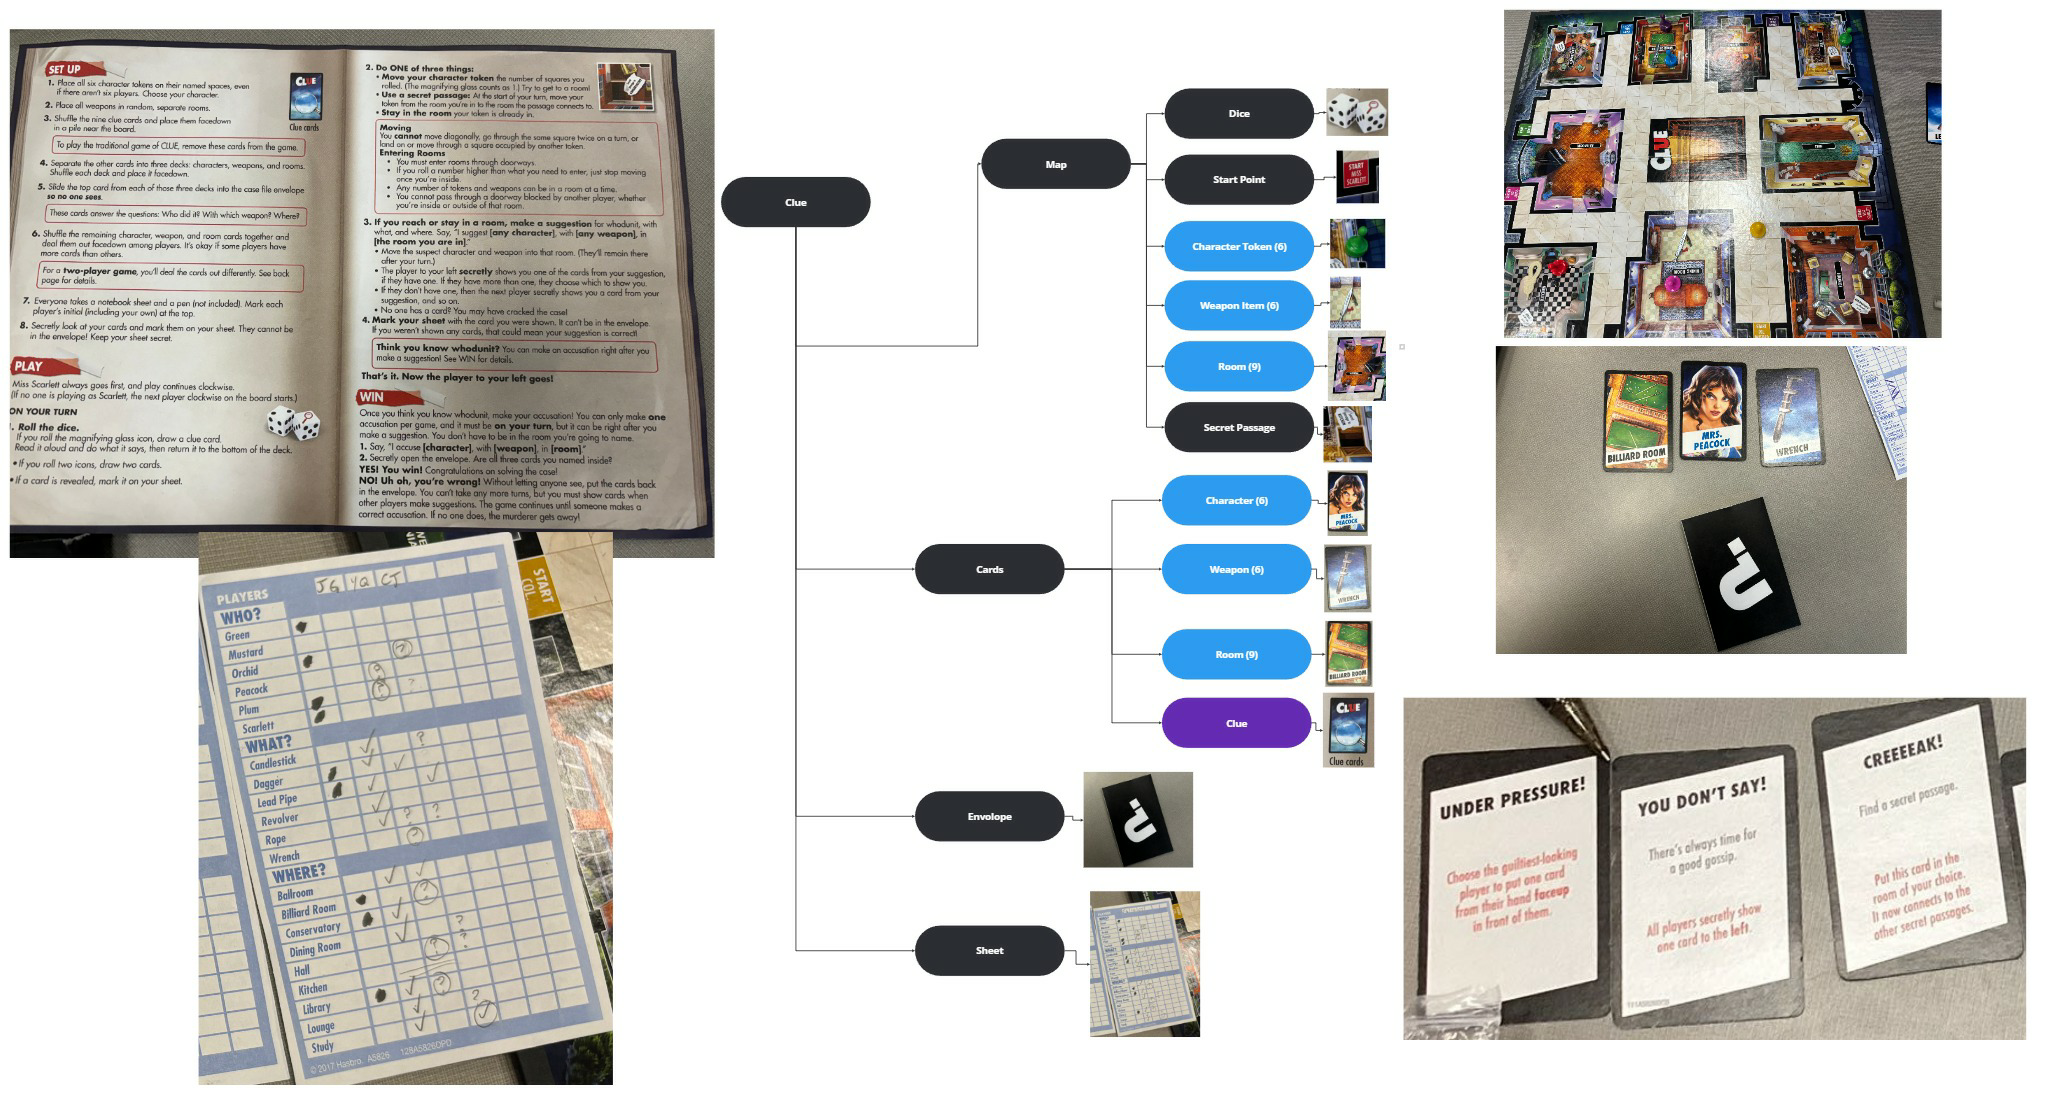 SET UP
1. Place all six character tokens on their named spaces, even
if there aren't six players. Choose your character.
2. Place all weapons in random, separate rooms.
3. Shuffle the nine clue cards and place them facedown
in a pile near the board.
To play the traditional game of CLUE, remove these cards from the game.
4. Separate the other cards into three decks: characters, weapons, and rooms.
Shuffle each deck and place it facedown.
5. Slide the top card from each of those three decks into the case file envelope
so no one sees.
These cards answer the questions: Who did it? With which weapon? Where?
6. Shuffle the remaining character, weapon, and room cards together and
deal them out facedown among players. It's okay if some players have
more cards than others.
For a two-player game, you'll deal the cards out differently. See back
page for details.
7. Everyone takes a notebook sheet and a pen (not included). Mark each
player's initial (including your own) at the top.
8. Secretly look at your cards and mark them on your sheet. They cannot be
in the envelope! Keep your sheet secret.
CLUE
Clue cards
PLAY
Miss Scarlett always goes first, and play continues clockwise.
(If no one is playing as Scarlett, the next player clockwise on the board starts.)
ON YOUR TURN
1. Roll the dice.
If you roll the magnifying glass icon, draw a clue card.
Read it aloud and do what it says, then return it to the bottom of the deck.
• If you roll two icons, draw two cards.
• If a card is revealed, mark it on your sheet.
2. Do ONE of three things:
• Move your character token the number of squares you
rolled. (The magnifying glass counts as 1.) Try to get to a room!
• Use a secret passage: At the start of your turn, move your
token from the room you're in to the room the passage connects to.
• Stay in the room your token is already in.
Moving
You cannot move diagonally, go through the same square twice on a turn, or
land on or move through a square occupied by another token.
Entering Rooms
• You must enter rooms through doorways.
• If you roll a number higher than what you need to enter, just stop moving
once you're inside.
• Any number of tokens and weapons can be in a room at a time.
• You cannot pass through a doorway blocked by another player, whether
you're inside or outside of that room.
3. If you reach or stay in a room, make a suggestion for whodunit, with
what, and where. Say, "I suggest [any character], with [any weapon], in
[the room you are in]."
• Move the suspect character and weapon into that room. (They'll remain there
after your turn.)
• The player to your left secretly shows you one of the cards from your suggestion,
if they have one. If they have more than one, they choose which to show you.
• If they don't have one, then the next player secretly shows you a card from your
suggestion, and so on.
• No one has a card? You may have cracked the case!
4. Mark your sheet with the card you were shown. It can't be in the envelope.
If you weren't shown any cards, that could mean your suggestion is correct!
Think you know whodunit? You can make an accusation right after you
make a suggestion! See WIN for details.
That's it. Now the player to your left goes!
WIN
Once you think you know whodunit, make your accusation! You can only make one
accusation per game, and it must be on your turn, but it can be right after you
make a suggestion. You don't have to be in the room you're going to name.
1. Say, "I accuse [character], with [weapon], in [room]."
2. Secretly open the envelope. Are all three cards you named inside?
YES! You win! Congratulations on solving the case!
NO! Uh oh, you're wrong! Without letting anyone see, put the cards back
in the envelope. You can't take any more turns, but you must show cards when
other players make suggestions. The game continues until someone makes a
correct accusation. If no one does, the murderer gets away!
PLAYERS
JG YQ CJ
WHO?
Green
Mustard
Orchid
Peacock
Plum
Scarlett
WHAT?
Candlestick
Dagger
Lead Pipe
Revolver
Rope
Wrench
WHERE?
Ballroom
Billiard Room
Conservatory
Dining Room
Hall
Kitchen
Library
Lounge
Study
© 2017 Hasbro. A5826 128A5826OPD
START
COL.
Clue
Map
Dice
Start Point
START
MISS
SCARLETT
Character Token (6)
Weapon Item (6)
Room (9)
Secret Passage
Cards
Character (6)
MRS.
PEACOCK
Weapon (6)
WRENCH
Room (9)
BILLIARD ROOM
Clue
CLUE
Clue cards
Envelope
Sheet
CLUE
BILLIARD ROOM
MRS.
PEACOCK
WRENCH
UNDER PRESSURE!
Choose the guiltiest-looking
player to put one card
from their hand faceup
in front of them.
YOU DON'T SAY!
There's always time for
a good gossip.
All players secretly show
one card to the left.
CREEEEAK!
Find a secret passage.
Put this card in the
room of your choice.
It now connects to the
other secret passages.